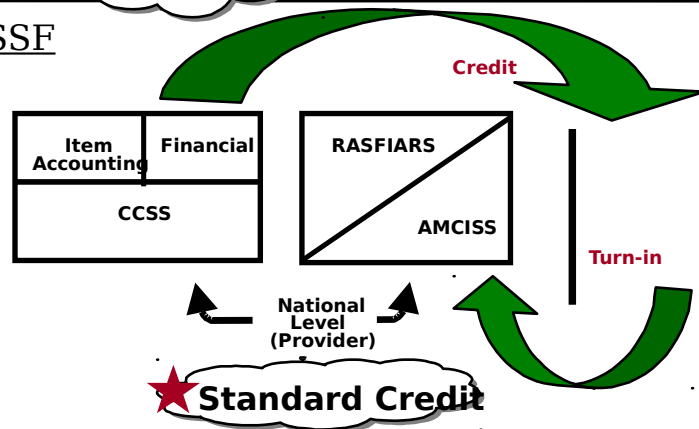 SSF
Credit
Item
Accounting
Financial
CCSS
RASFIARS
AMCISS
Turn-in
National
Level
(Provider)
Standard Credit